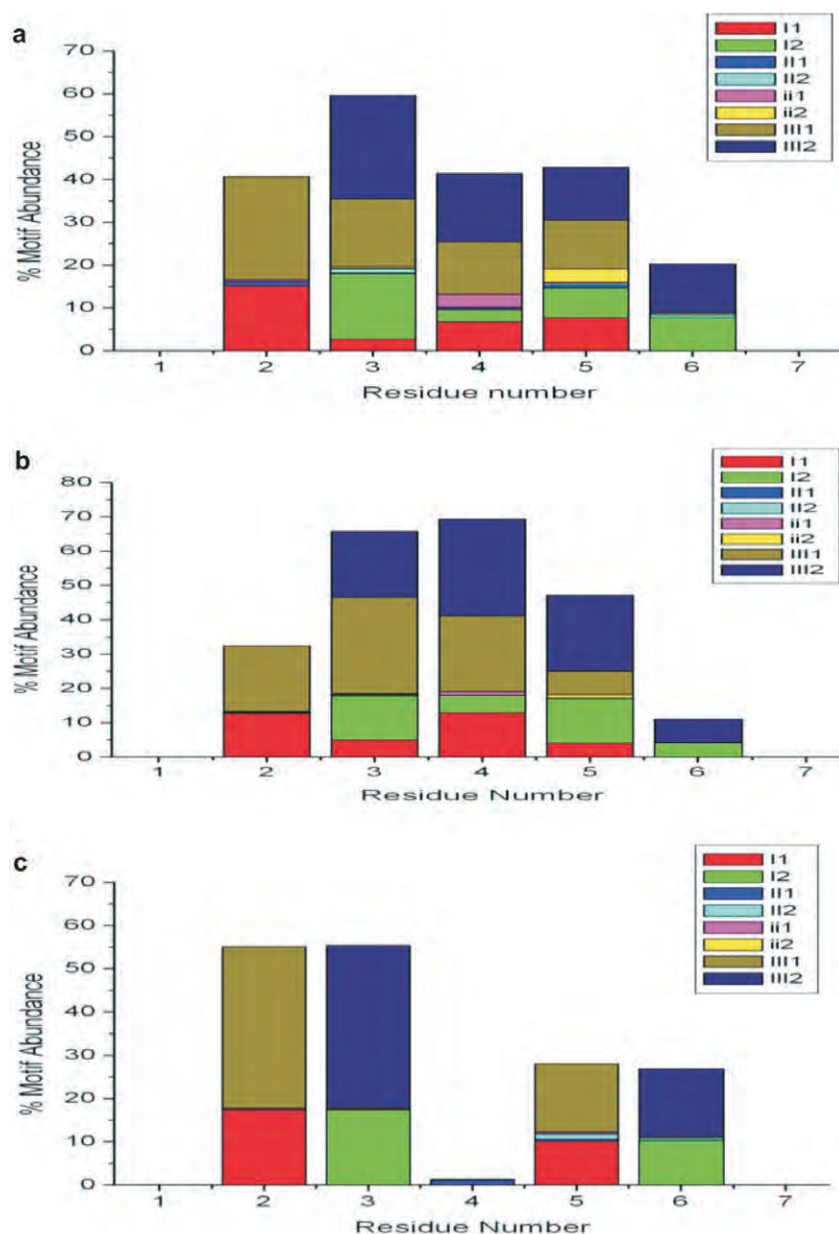 a
% Motif Abundance
70
60
50
40
30
20
10
0
1 2 3 4 5 6 7
Residue number
I1
I2
II1
II2
ii1
ii2
III1
III2
b
% Motif Abundance
80
70
60
50
40
30
20
10
0
1 2 3 4 5 6 7
Residue Number
I1
I2
II1
II2
ii1
ii2
III1
III2
c
% Motif Abundance
70
60
50
40
30
20
10
0
1 2 3 4 5 6 7
Residue Number
I1
I2
II1
II2
ii1
ii2
III1
III2